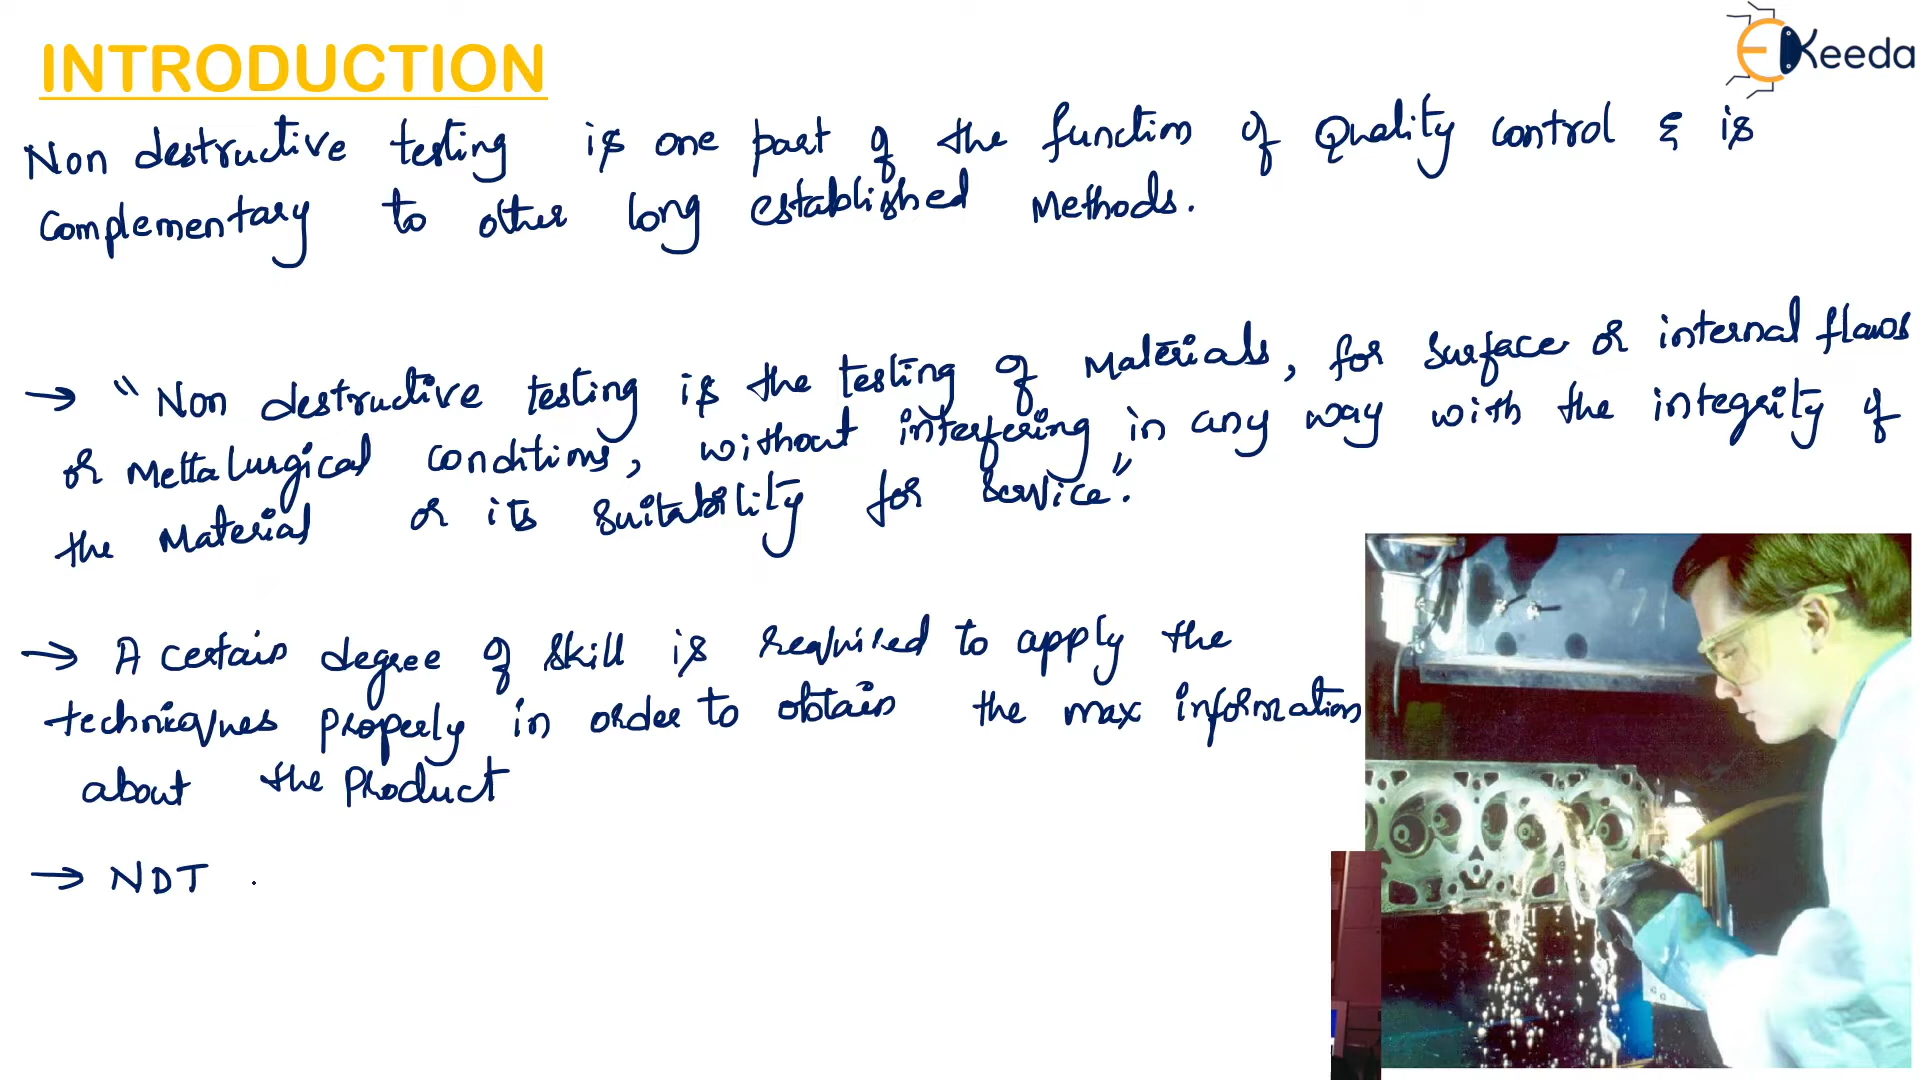 INTRODUCTION
EKeeda
Non destructive testing is one part of the function of Quality control & is
complementary to other long established Methods.
→ "Non destructive testing is the testing of Materials, for surface or internal flaws
or Mettalurgical conditions, without interfering in any way with the integrity of
the Material or its suitability for service".
→ A certain degree of skill is required to apply the
techniques properly in order to obtain the max information
about the Product
→ NDT